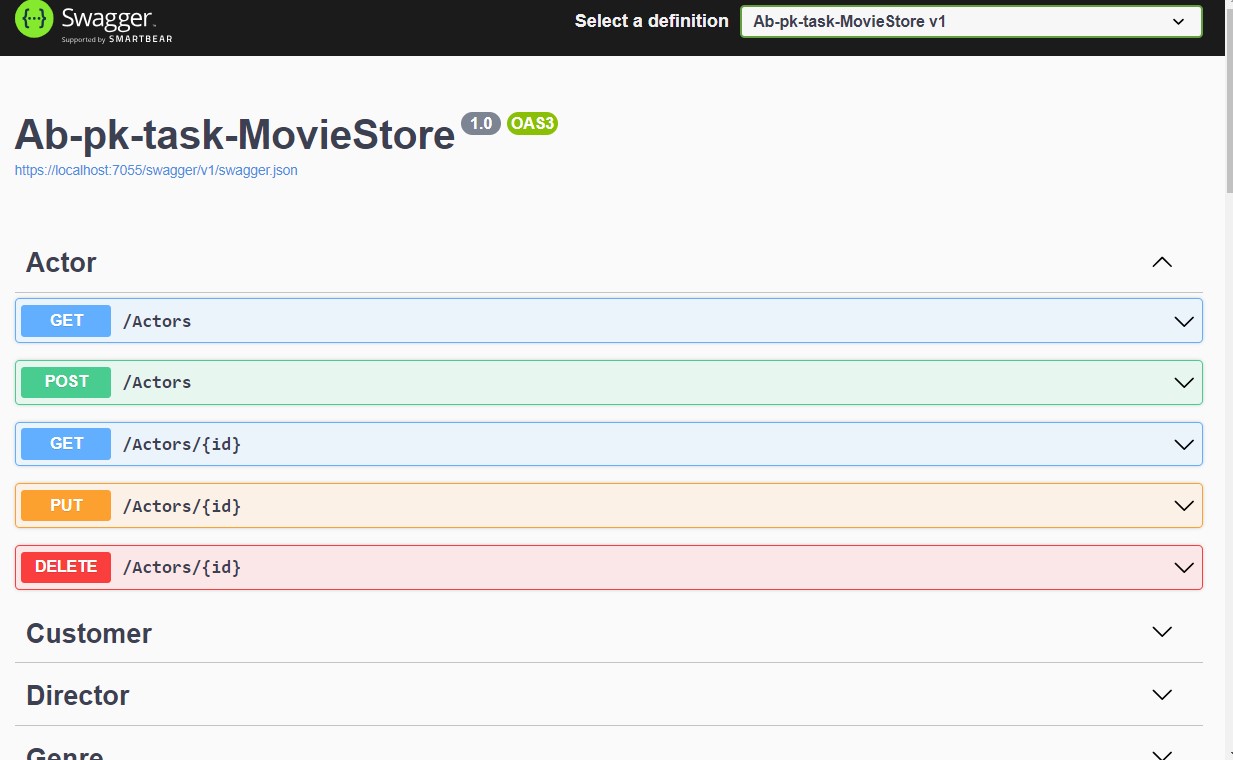 {···} Swagger.
Supported by SMARTBEAR
Select a definition
Ab-pk-task-MovieStore v1
Ab-pk-task-MovieStore 1.0 OAS3
https://localhost:7055/swagger/v1/swagger.json
Actor
GET /Actors
POST /Actors
GET /Actors/{id}
PUT /Actors/{id}
DELETE /Actors/{id}
Customer
Director
Genre